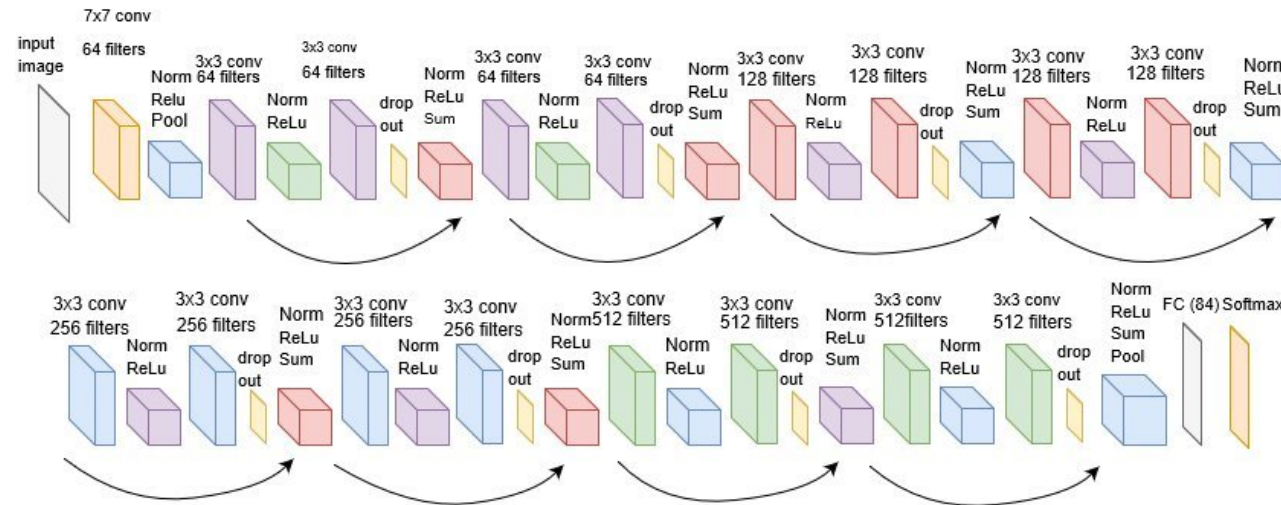 input
image
7x7 conv
64 filters
Norm
Relu
Pool
3x3 conv
64 filters
Norm
ReLu
3x3 conv
64 filters
drop
out
Norm
ReLu
Sum
3x3 conv
64 filters
Norm
ReLu
3x3 conv
64 filters
drop
out
Norm
ReLu
Sum
3x3 conv
128 filters
Norm
ReLu
3x3 conv
128 filters
drop
out
Norm
ReLu
Sum
3x3 conv
128 filters
Norm
ReLu
3x3 conv
128 filters
drop
out
Norm
ReLu
Sum
3x3 conv
256 filters
Norm
ReLu
3x3 conv
256 filters
drop
out
Norm
ReLu
Sum
3x3 conv
256 filters
Norm
ReLu
3x3 conv
256 filters
drop
out
Norm
ReLu
Sum
3x3 conv
512 filters
Norm
ReLu
3x3 conv
512 filters
drop
out
Norm
ReLu
Sum
3x3 conv
512filters
Norm
ReLu
3x3 conv
512 filters
drop
out
Norm
ReLu
Sum
Pool
FC (84) Softmax